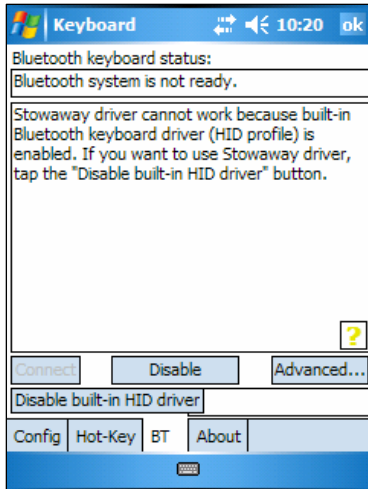 Keyboard 10:20 ok
Bluetooth keyboard status:
Bluetooth system is not ready.
Stowaway driver cannot work because built-in
Bluetooth keyboard driver (HID profile) is
enabled. If you want to use Stowaway driver,
tap the "Disable built-in HID driver" button.
?
Connect Disable Advanced...
Disable built-in HID driver
Config Hot-Key BT About